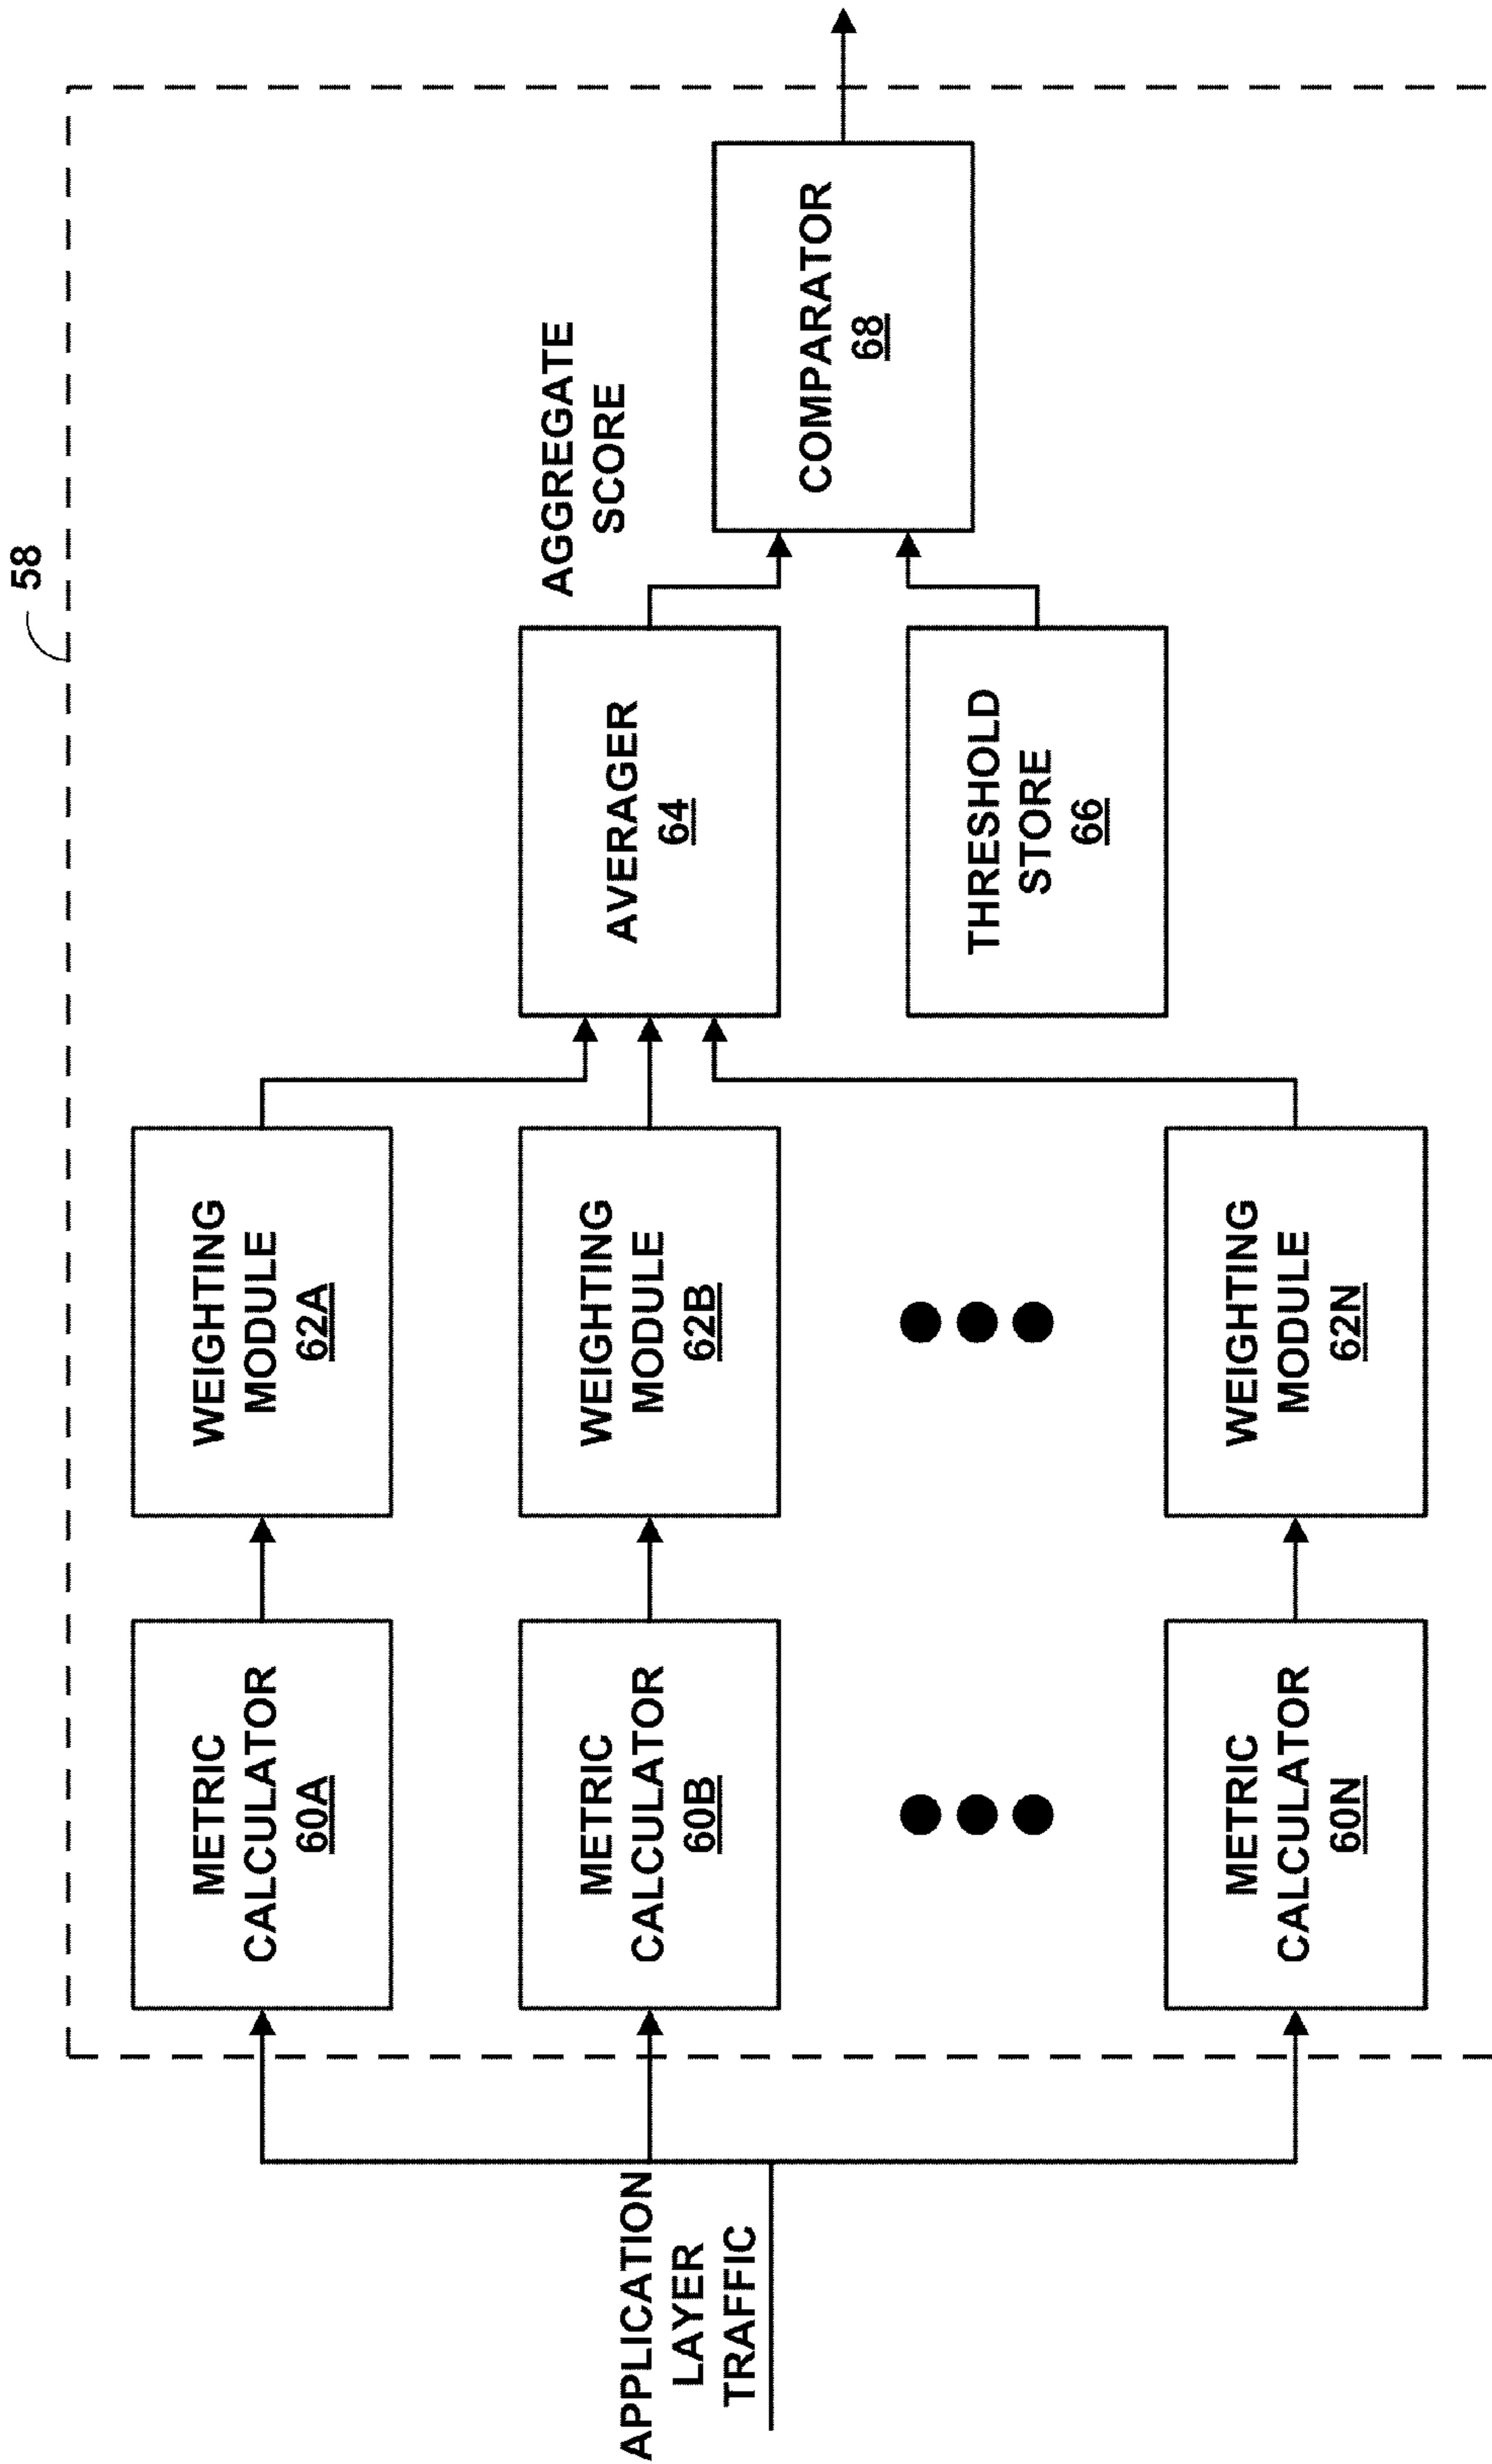 58
METRIC
CALCULATOR
60A
WEIGHTING
MODULE
62A
APPLICATION
LAYER
TRAFFIC
METRIC
CALCULATOR
60B
WEIGHTING
MODULE
62B
AVERAGER
64
AGGREGATE
SCORE
COMPARATOR
68
THRESHOLD
STORE
66
METRIC
CALCULATOR
60N
WEIGHTING
MODULE
62N